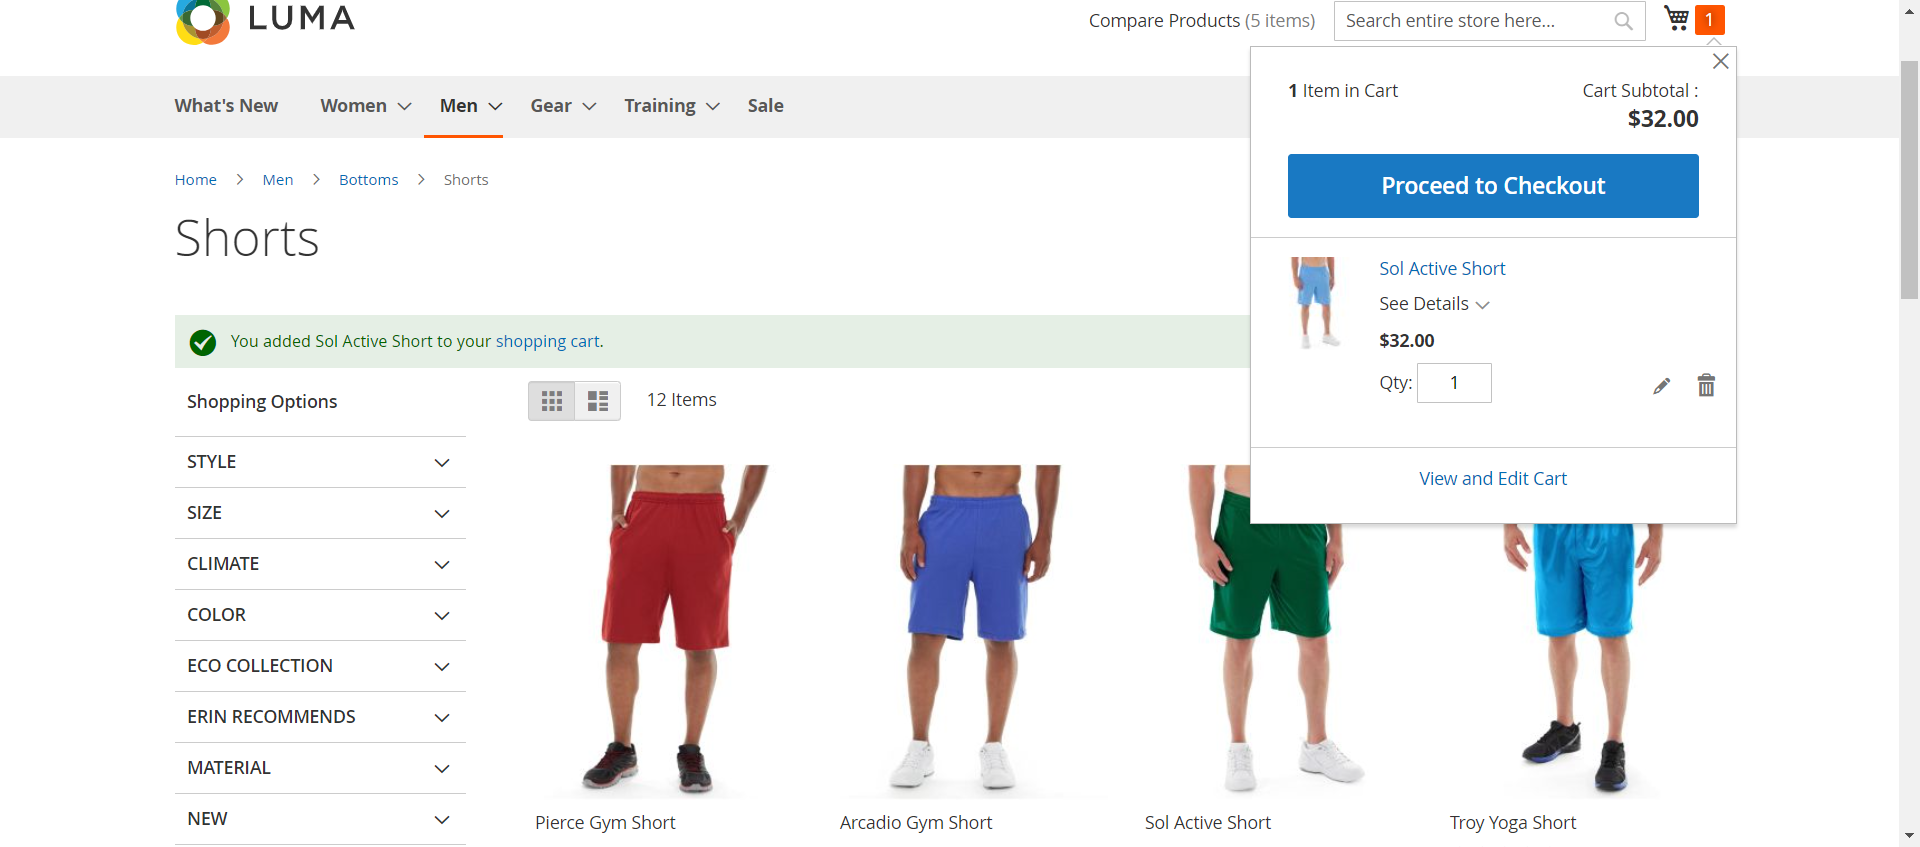 LUMA
Compare Products (5 items)
Search entire store here...
1
What's New Women Men Gear Training Sale
1 Item in Cart
Cart Subtotal :
$32.00
Proceed to Checkout
Sol Active Short
See Details
$32.00
Qty: 1
View and Edit Cart
Home > Men > Bottoms > Shorts
Shorts
You added Sol Active Short to your shopping cart.
Shopping Options
STYLE
SIZE
CLIMATE
COLOR
ECO COLLECTION
ERIN RECOMMENDS
MATERIAL
NEW
12 Items
Pierce Gym Short
Arcadio Gym Short
Sol Active Short
Troy Yoga Short